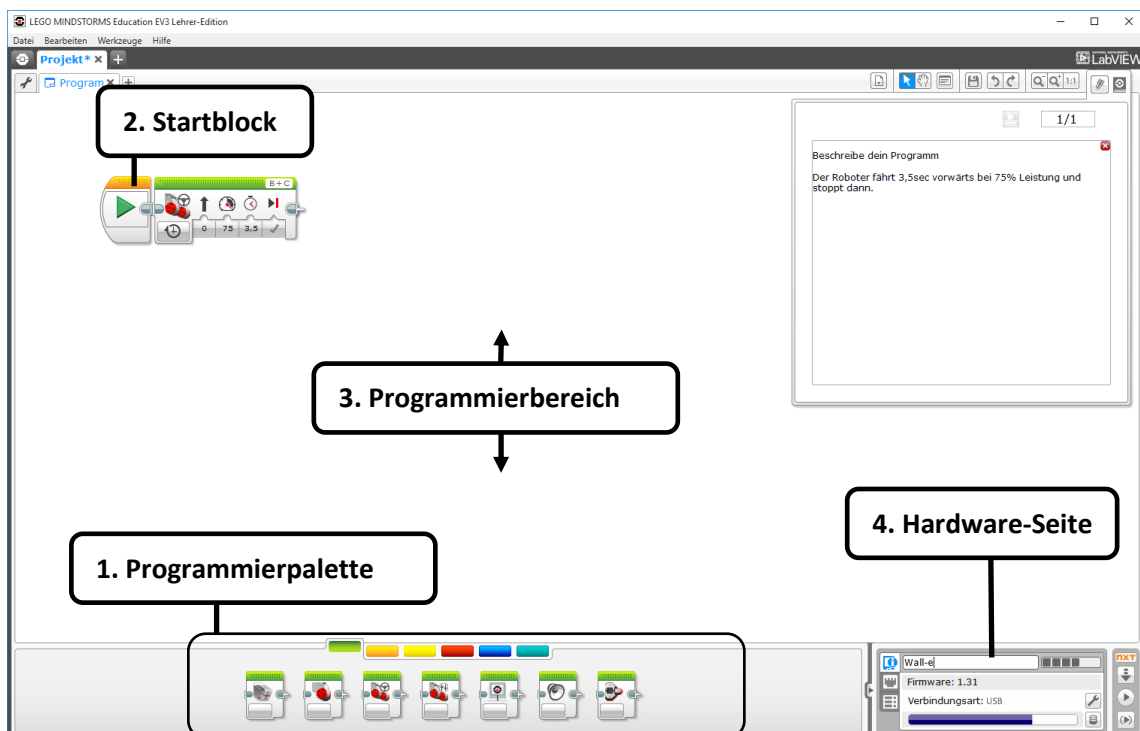 LEGO MINDSTORMS Education EV3 Lehrer-Edition
Datei Bearbeiten Werkzeuge Hilfe
Projekt*
LabVIEW
Program
1:1
2. Startblock
1/1
Beschreibe dein Programm
Der Roboter fährt 3,5sec vorwärts bei 75% Leistung und
stoppt dann.
B+C
0 75 3,5
3. Programmierbereich
4. Hardware-Seite
1. Programmierpalette
Wall-e
Firmware: 1.31
Verbindungsart: USB
NXT